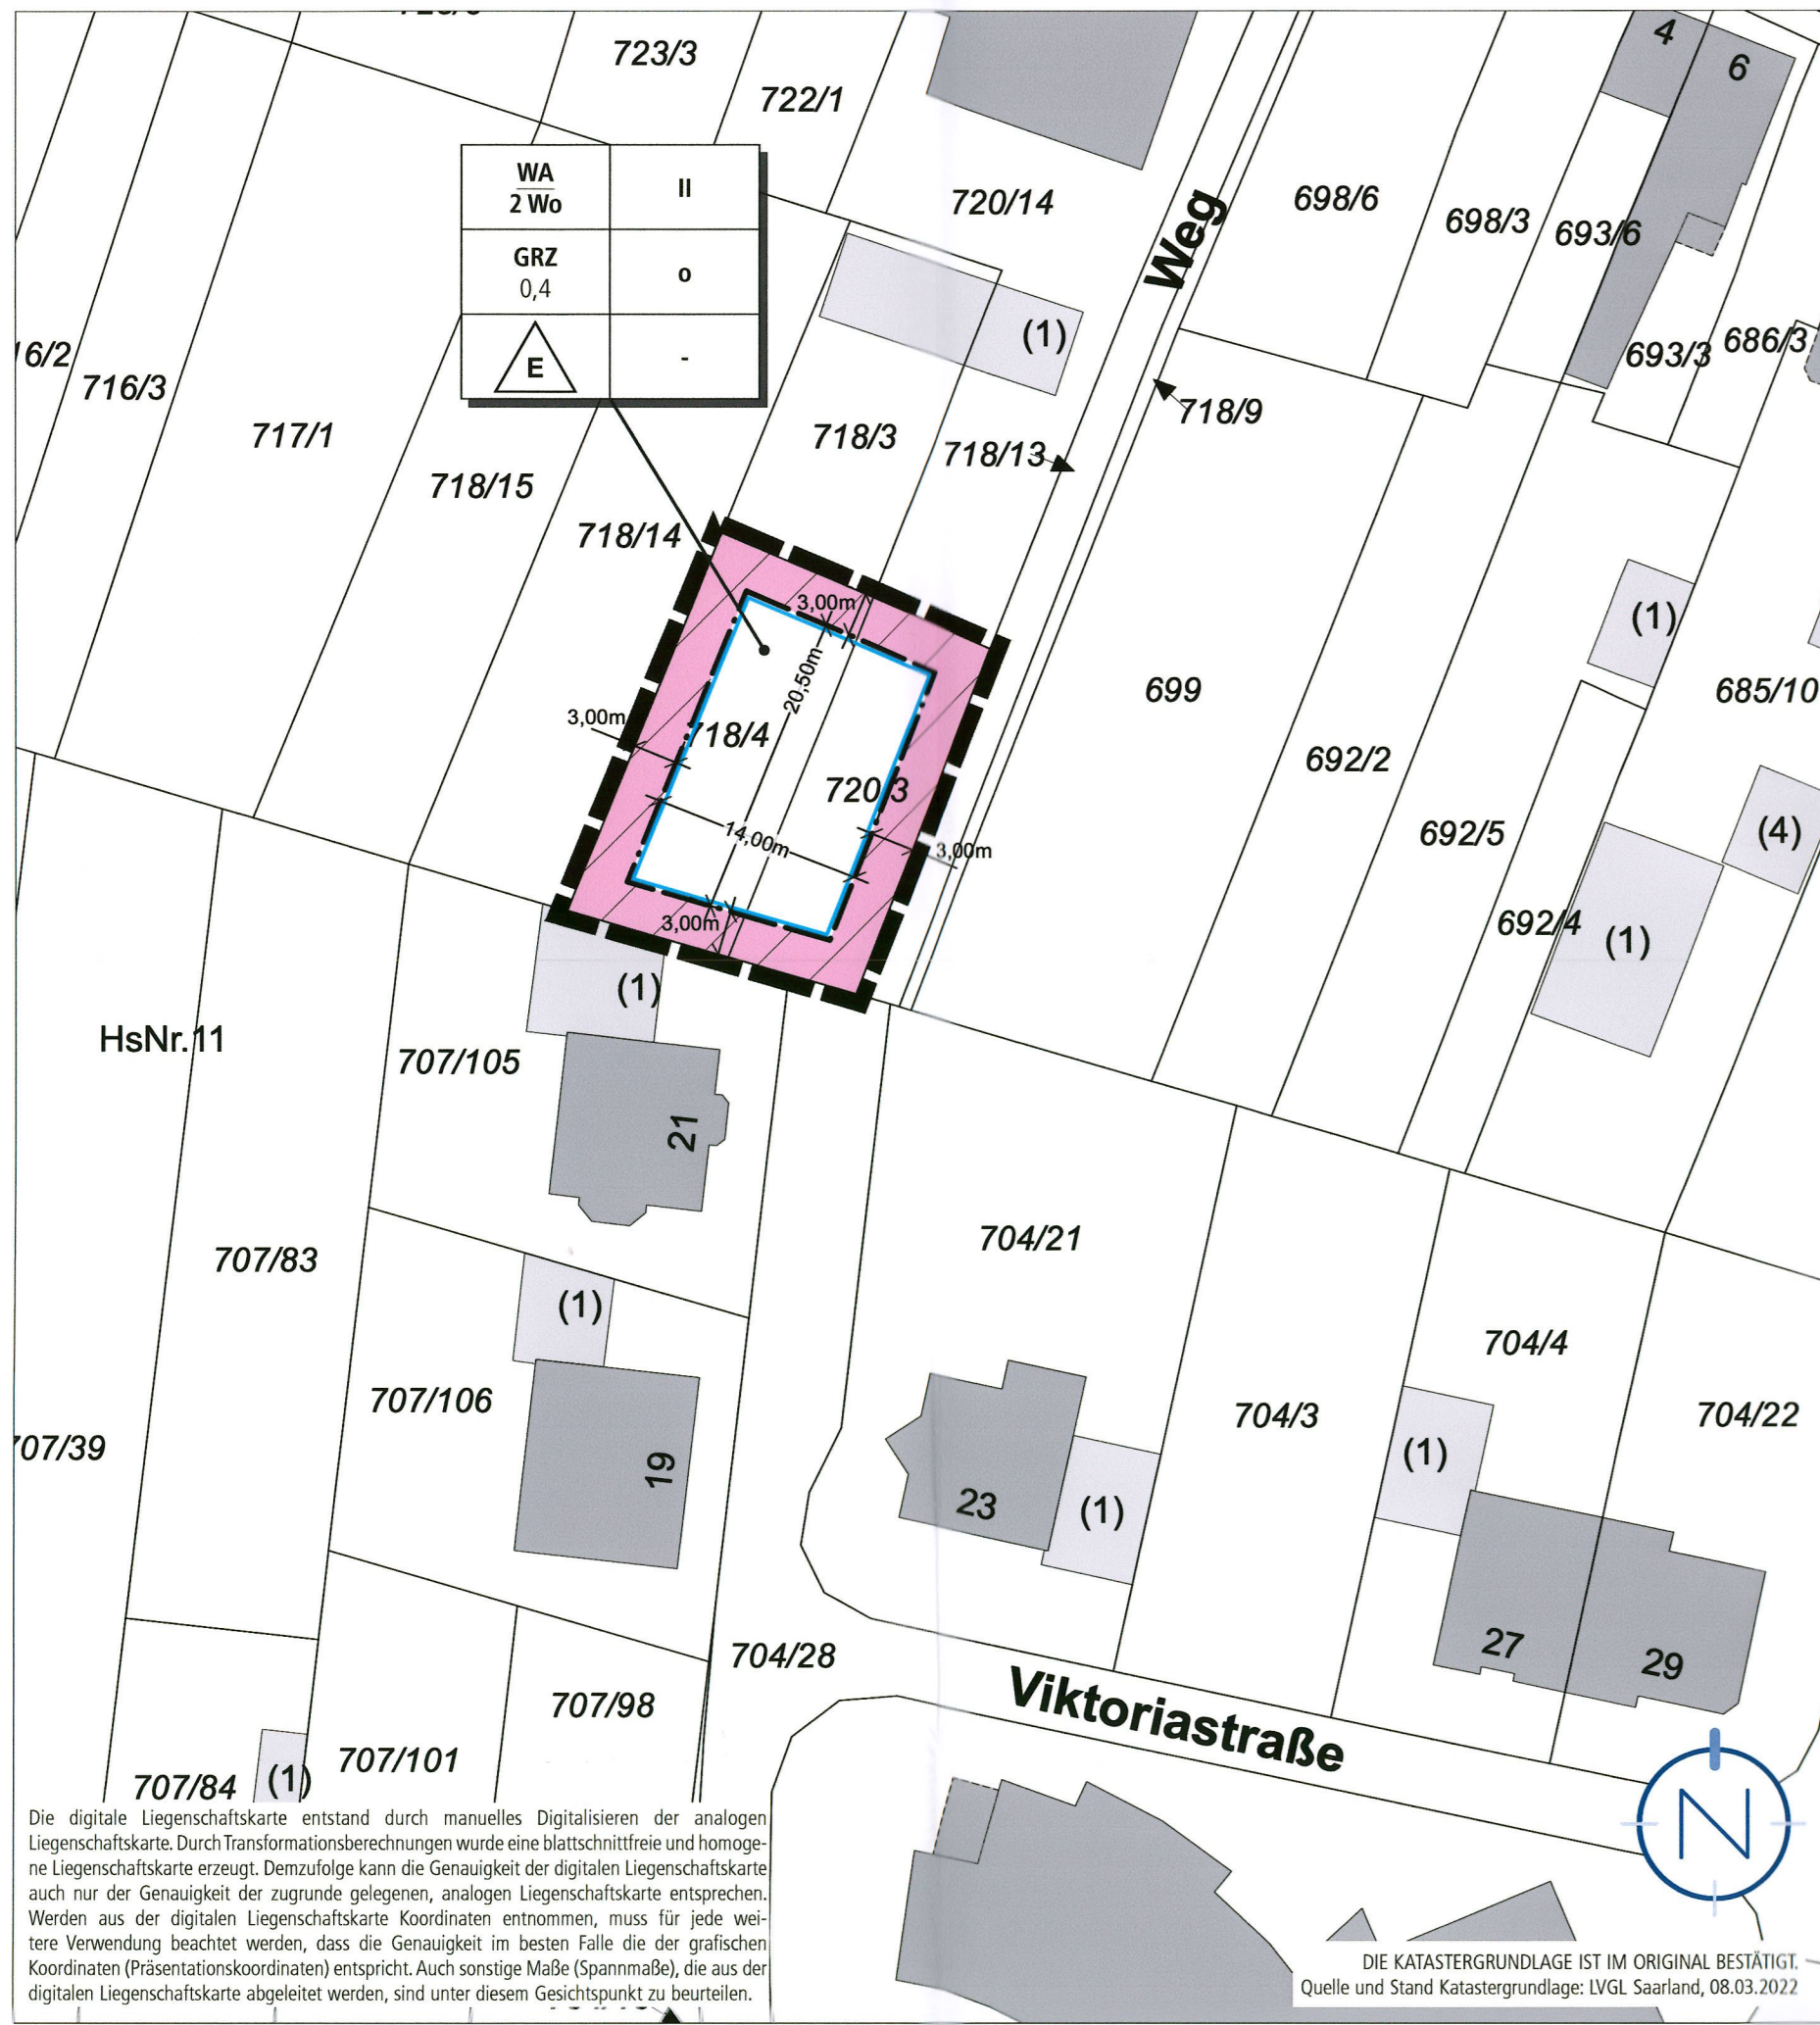 723/3
722/1
4
6
WA
2 Wo
II
GRZ
0,4
o
E
-
720/14
Weg
698/6
698/3
693/6
693/3
686/3
716/3
717/1
718/15
718/14
718/3
(1)
718/13
718/9
3,00m
20,50m
3,00m
718/4
720/3
14,00m
3,00m
3,00m
699
692/2
692/5
692/4
(1)
685/10
(4)
(1)
(1)
HsNr.11
707/105
21
707/83
(1)
707/106
19
707/39
704/21
704/3
704/4
704/22
23
(1)
(1)
27
29
704/28
707/98
707/101
707/84
(1)
Viktoriastraße
N
Die digitale Liegenschaftskarte entstand durch manuelles Digitalisieren der analogen
Liegenschaftskarte. Durch Transformationsberechnungen wurde eine blattschnittfreie und homoge-
ne Liegenschaftskarte erzeugt. Demzufolge kann die Genauigkeit der digitalen Liegenschaftskarte
auch nur der Genauigkeit der zugrunde gelegenen, analogen Liegenschaftskarte entsprechen.
Werden aus der digitalen Liegenschaftskarte Koordinaten entnommen, muss für jede wei-
tere Verwendung beachtet werden, dass die Genauigkeit im besten Falle die der grafischen
Koordinaten (Präsentationskoordinaten) entspricht. Auch sonstige Maße (Spannmaße), die aus der
digitalen Liegenschaftskarte abgeleitet werden, sind unter diesem Gesichtspunkt zu beurteilen.
DIE KATASTERGRUNDLAGE IST IM ORIGINAL BESTÄTIGT.
Quelle und Stand Katastergrundlage: LVGL Saarland, 08.03.2022